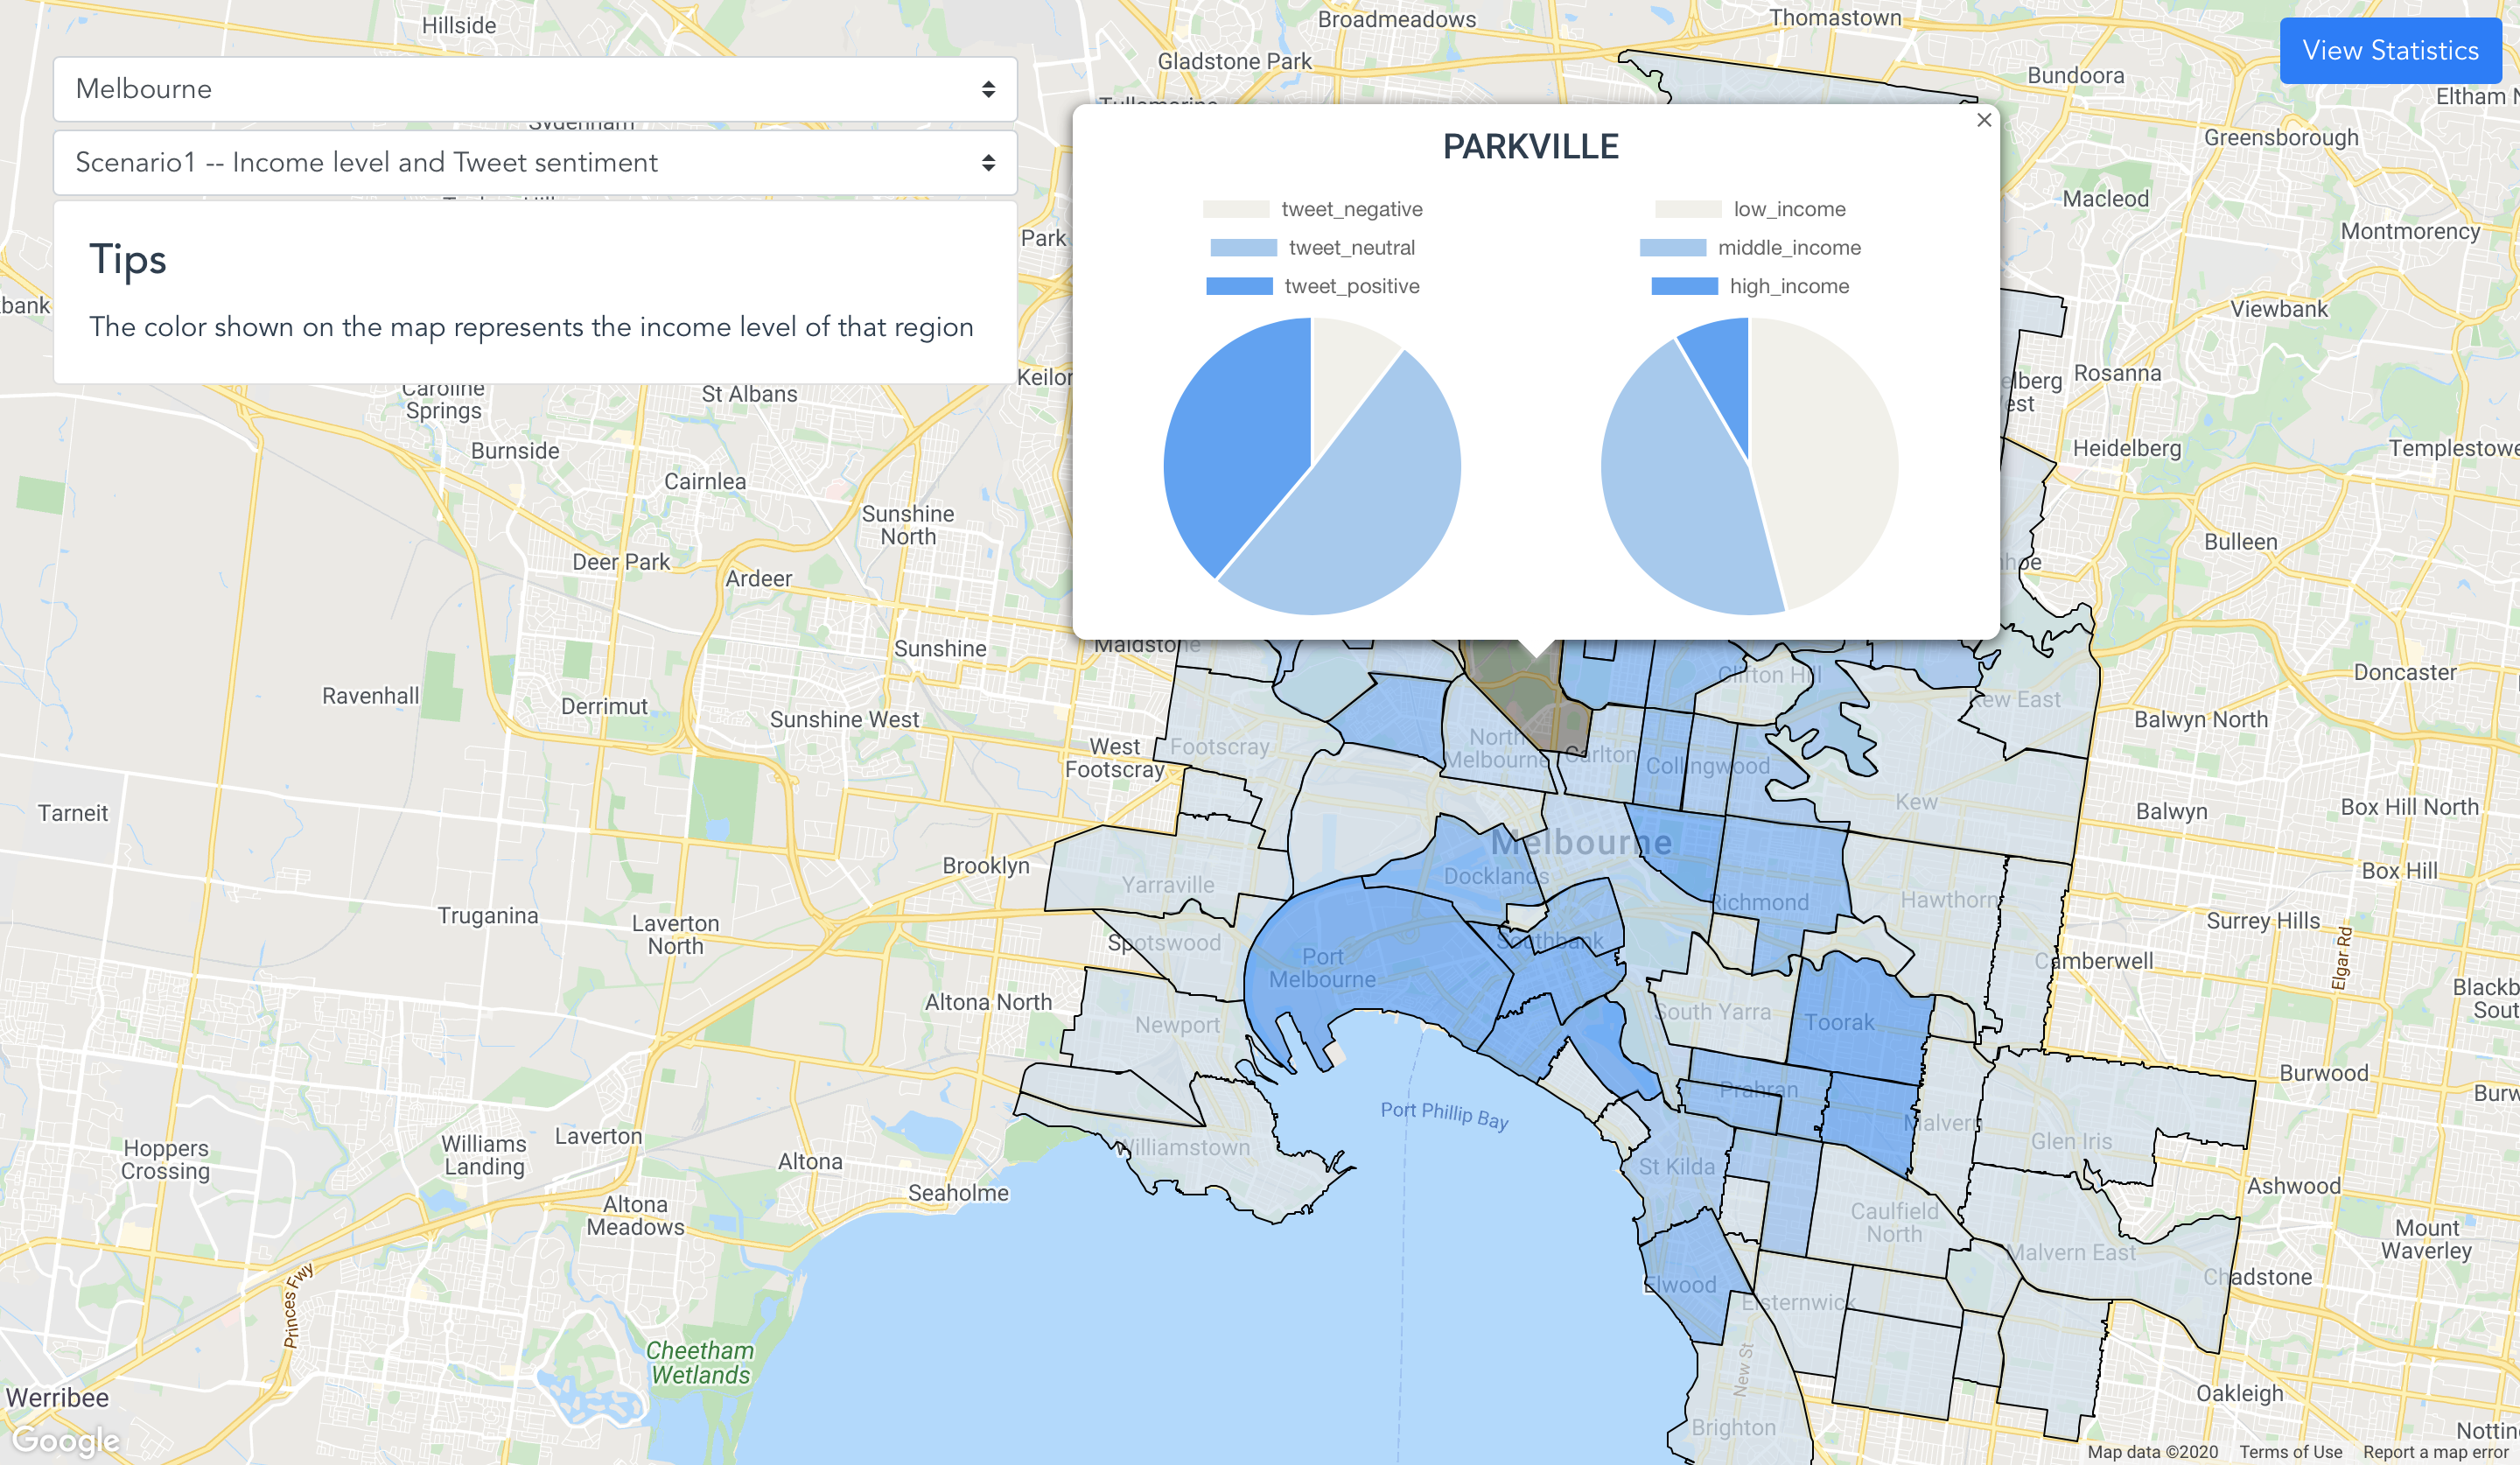 Hillside
Broadmeadows
Thomastown
View Statistics
Gladstone Park
Bundoora
Melbourne
Eltham N
Tullamarine
Sydenham
PARKVILLE
Greensborough
Scenario1 -- Income level and Tweet sentiment
Macleod
tweet_negative
low_income
Tips
Park
tweet_neutral
middle_income
Montmorency
tweet_positive
high_income
bank
The color shown on the map represents the income level of that region
Viewbank
Keilor
elberg
est
Rosanna
Caroline
Springs
St Albans
Burnside
Heidelberg
Templestowe
Cairnlea
Sunshine
North
Bulleen
Deer Park
Ardeer
hoe
Sunshine
Maidstone
Clifton Hill
Doncaster
Ravenhall
Derrimut
Sunshine West
Kew East
Balwyn North
West
Footscray
Footscray
North
Melbourne
Carlton
Collingwood
Tarneit
Kew
Balwyn
Box Hill North
Melbourne
Brooklyn
Yarraville
Docklands
Box Hill
Truganina
Laverton
North
Richmond
Hawthorn
Surrey Hills
Spotswood
Port
Melbourne
Southbank
Camberwell
Elgar Rd
Altona North
Newport
South Yarra
Toorak
Blackb
Sout
Prahran
Burwood
Burw
Port Phillip Bay
Malvern
Hoppers
Crossing
Williams
Landing
Laverton
Altona
Williamstown
St Kilda
Glen Iris
Seaholme
Ashwood
Altona
Meadows
Caulfield
North
Malvern East
Mount
Waverley
Princes Fwy
Elwood
Elsternwick
Chadstone
Cheetham
Wetlands
New St
Werribee
Oakleigh
Brighton
Nottin
Google
Map data ©2020
Terms of Use
Report a map error